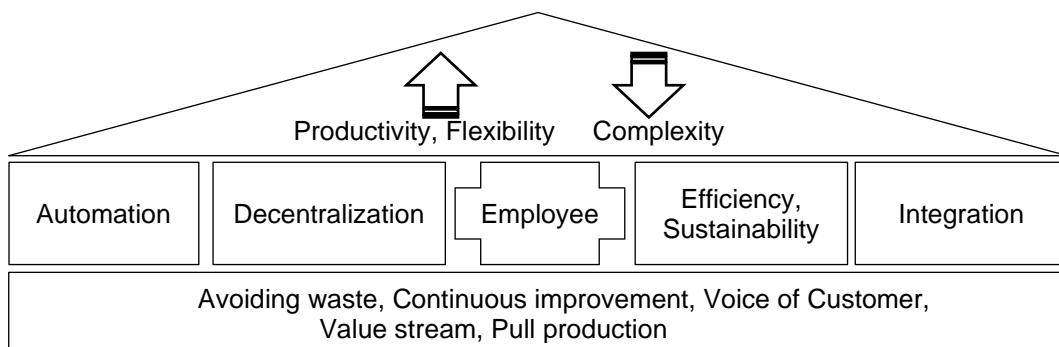 Productivity, Flexibility
Complexity
Automation
Decentralization
Employee
Efficiency,
Sustainability
Integration
Avoiding waste, Continuous improvement, Voice of Customer,
Value stream, Pull production